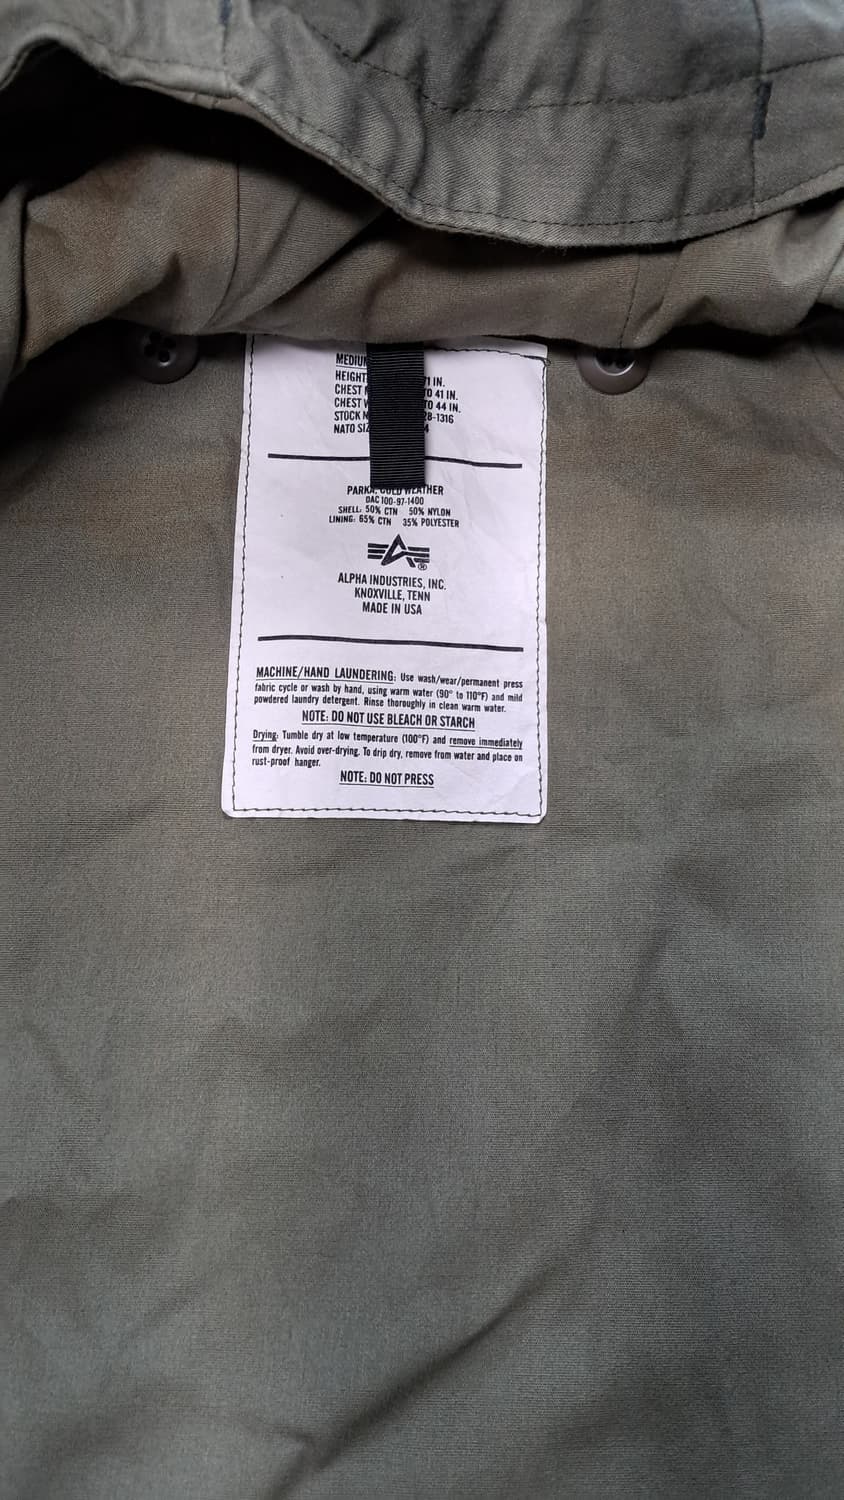 MEDIUM
HEIGHT 71 IN.
CHEST TO 41 IN.
CHEST TO 44 IN.
STOCK 28-1316
NATO 4
PARKA, COLD WEATHER
DAC 100-97-1400
SHELL: 50% CTN 50% NYLON
LINING: 65% CTN 35% POLYESTER
®
ALPHA INDUSTRIES, INC.
KNOXVILLE, TENN
MADE IN USA
MACHINE/HAND LAUNDERING: Use wash/wear/permanent press
fabric cycle or wash by hand, using warm water (90° to 110°F) and mild
powdered laundry detergent. Rinse thoroughly in clean warm water.
NOTE: DO NOT USE BLEACH OR STARCH
Drying: Tumble dry at low temperature (100°F) and remove immediately
from dryer. Avoid over-drying. To drip dry, remove from water and place on
rust-proof hanger.
NOTE: DO NOT PRESS